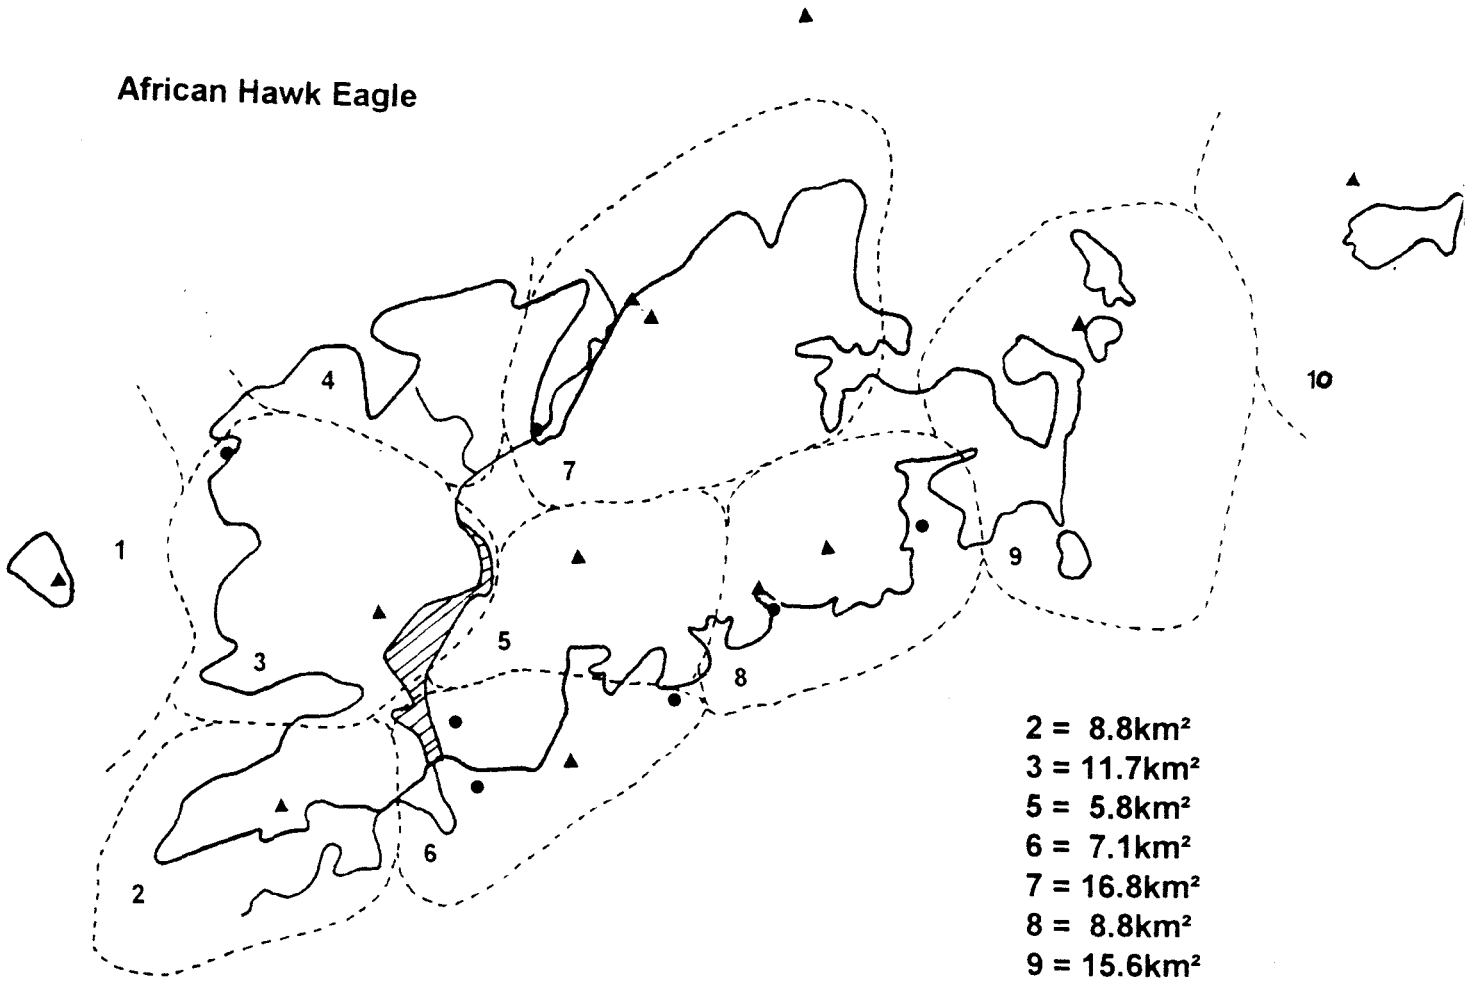 African Hawk Eagle
4
10
7
1
9
5
3
8
6
2
2 = 8.8km²
3 = 11.7km²
5 = 5.8km²
6 = 7.1km²
7 = 16.8km²
8 = 8.8km²
9 = 15.6km²